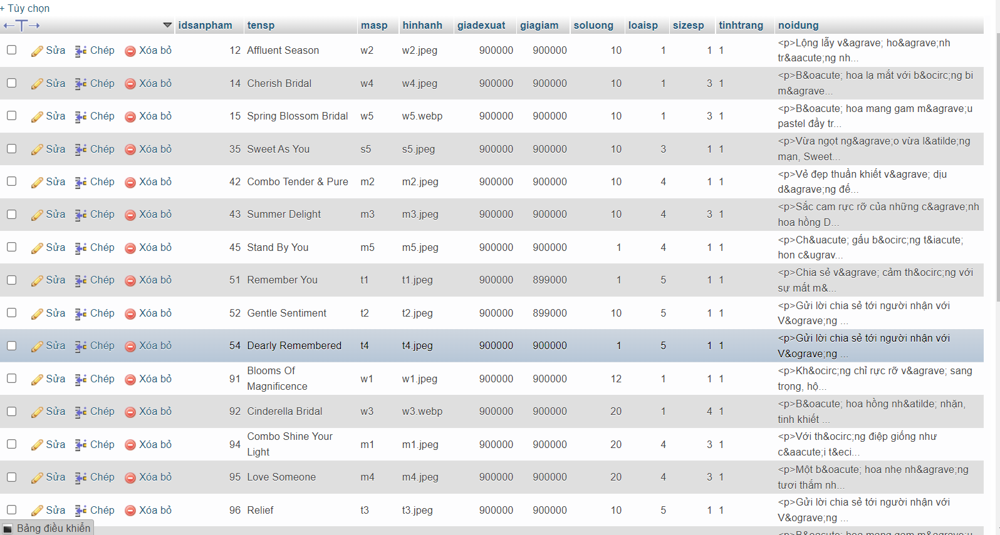 + Tùy chọn
←T→ idsanpham tensp masp hinhanh giadexuat giagiam soluong loaisp sizesp tinhtrang noidung
Sửa Chép Xóa bỏ 12 Affluent Season w2 w2.jpeg 900000 900000 10 1 1 1 <p>Lộng lẫy v&agrave; ho&agrave;nh
tr&aacute;ng nh...
Sửa Chép Xóa bỏ 14 Cherish Bridal w4 w4.jpeg 900000 900000 10 1 3 1 <p>B&oacute; hoa lạ mắt với b&ocirc;ng bi
m&agrave...
Sửa Chép Xóa bỏ 15 Spring Blossom Bridal w5 w5.webp 900000 900000 10 1 3 1 <p>B&oacute; hoa mang gam m&agrave;u
pastel đầy tr...
Sửa Chép Xóa bỏ 35 Sweet As You s5 s5.jpeg 900000 900000 10 3 1 1 <p>Vừa ngọt ng&agrave;o vừa l&atilde;ng
mạn, Sweet...
Sửa Chép Xóa bỏ 42 Combo Tender & Pure m2 m2.jpeg 900000 900000 10 4 1 1 <p>Vẻ đẹp thuần khiết v&agrave; dịu
d&agrave;ng đế...
Sửa Chép Xóa bỏ 43 Summer Delight m3 m3.jpeg 900000 900000 10 4 3 1 <p>Sắc cam rực rỡ của những c&agrave;nh
hoa hồng D...
Sửa Chép Xóa bỏ 45 Stand By You m5 m5.jpeg 900000 900000 1 4 1 1 <p>Ch&uacute; gấu b&ocirc;ng t&iacute;
hon c&ugrav...
Sửa Chép Xóa bỏ 51 Remember You t1 t1.jpeg 900000 899000 1 5 1 1 <p>Chia sẻ v&agrave; cảm th&ocirc;ng với
sự mất m&...
Sửa Chép Xóa bỏ 52 Gentle Sentiment t2 t2.jpeg 900000 899000 10 5 1 1 <p>Gửi lời chia sẻ tới người nhận với
V&ograve;ng ...
Sửa Chép Xóa bỏ 54 Dearly Remembered t4 t4.jpeg 900000 900000 1 5 1 1 <p>Gửi lời chia sẻ tới người nhận với
V&ograve;ng ...
Sửa Chép Xóa bỏ 91 Blooms Of
Magnificence w1 w1.jpeg 900000 900000 12 1 1 1 <p>Kh&ocirc;ng chỉ rực rỡ v&agrave; sang
trọng, hộ...
Sửa Chép Xóa bỏ 92 Cinderella Bridal w3 w3.webp 900000 900000 20 1 4 1 <p>B&oacute; hoa hồng nh&atilde; nhặn,
tinh khiết ...
Sửa Chép Xóa bỏ 94 Combo Shine Your
Light m1 m1.jpeg 900000 900000 20 4 3 1 <p>Với th&ocirc;ng điệp giống như
c&aacute;i t&eci...
Sửa Chép Xóa bỏ 95 Love Someone m4 m4.jpeg 900000 900000 20 4 3 1 <p>Một b&oacute; hoa nhẹ nh&agrave;ng
tươi thắm nh...
Sửa Chép Xóa bỏ 96 Relief t3 t3.jpeg 900000 900000 10 5 1 1 <p>Gửi lời chia sẻ tới người nhận với
V&ograve;ng ...
Bảng điều khiển
<p>B&oacute; hoa mang gam m&agrave;u